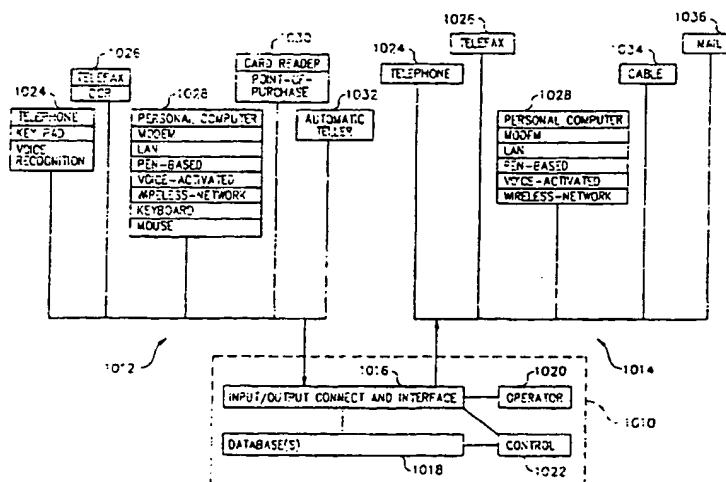 1036
MAIL
1026
TELEFAX
1030
CARD READER
POINT-OF-
PURCHASE
1026
TELEFAX
OCR
1024
TELEPHONE
KEY PAD
VOICE
RECOGNITION
1028
PERSONAL COMPUTER
MODEM
LAN
PEN-BASED
VOICE-ACTIVATED
WIRELESS-NETWORK
KEYBOARD
MOUSE
1032
AUTOMATIC
TELLER
1024
TELEPHONE
1028
PERSONAL COMPUTER
MODEM
LAN
PEN-BASED
VOICE-ACTIVATED
WIRELESS-NETWORK
1034
CABLE
1012
1014
1016
INPUT/OUTPUT CONNECT AND INTERFACE
1020
OPERATOR
1010
DATABASE(S)
1018
CONTROL
1022